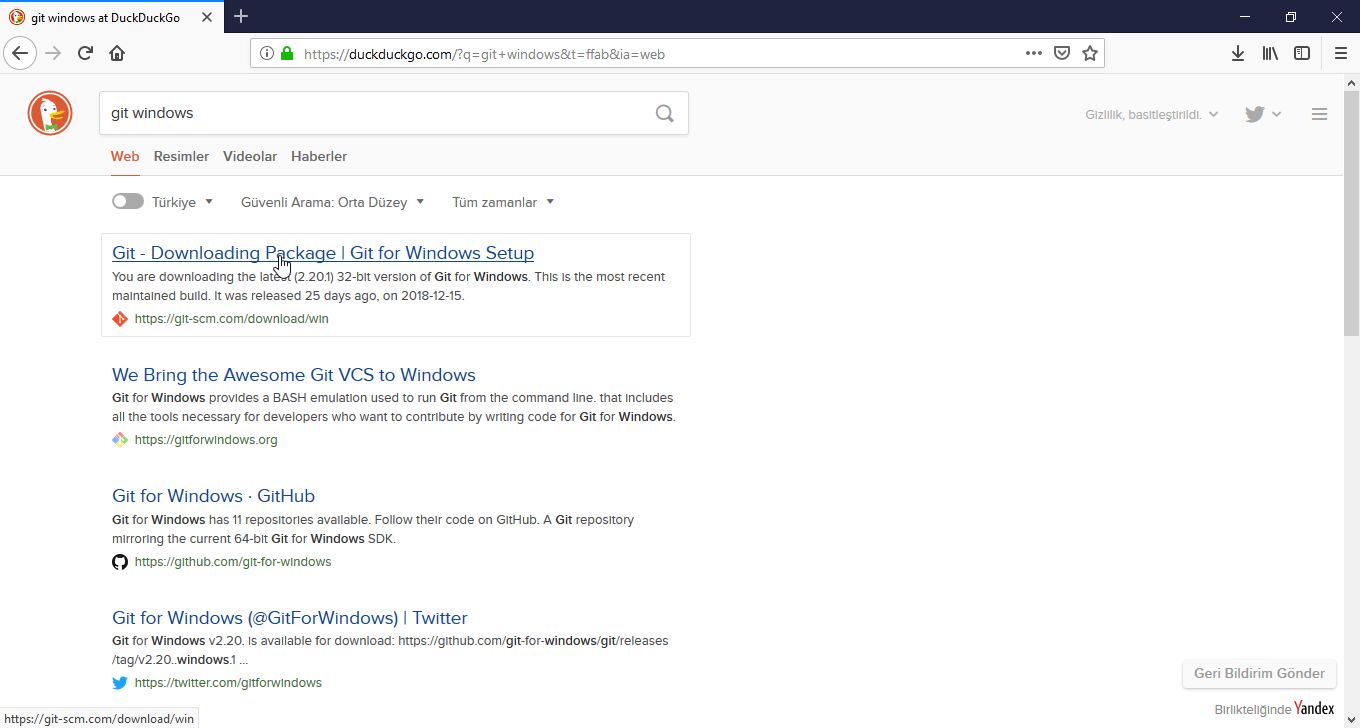 git windows at DuckDuckGo
https://duckduckgo.com/?q=git+windows&t=ffab&ia=web
git windows
Gizlilik, basitleştirildi.
Web Resimler Videolar Haberler
Türkiye Güvenli Arama: Orta Düzey Tüm zamanlar
Git - Downloading Package | Git for Windows Setup
You are downloading the latest (2.20.1) 32-bit version of Git for Windows. This is the most recent
maintained build. It was released 25 days ago, on 2018-12-15.
https://git-scm.com/download/win
We Bring the Awesome Git VCS to Windows
Git for Windows provides a BASH emulation used to run Git from the command line. that includes
all the tools necessary for developers who want to contribute by writing code for Git for Windows.
https://gitforwindows.org
Git for Windows · GitHub
Git for Windows has 11 repositories available. Follow their code on GitHub. A Git repository
mirroring the current 64-bit Git for Windows SDK.
https://github.com/git-for-windows
Git for Windows (@GitForWindows) | Twitter
Git for Windows v2.20. is available for download: https://github.com/git-for-windows/git/releases
/tag/v2.20..windows.1 ...
https://twitter.com/gitforwindows
Geri Bildirim Gönder
Birlikteliğinde Yandex
https://git-scm.com/download/win